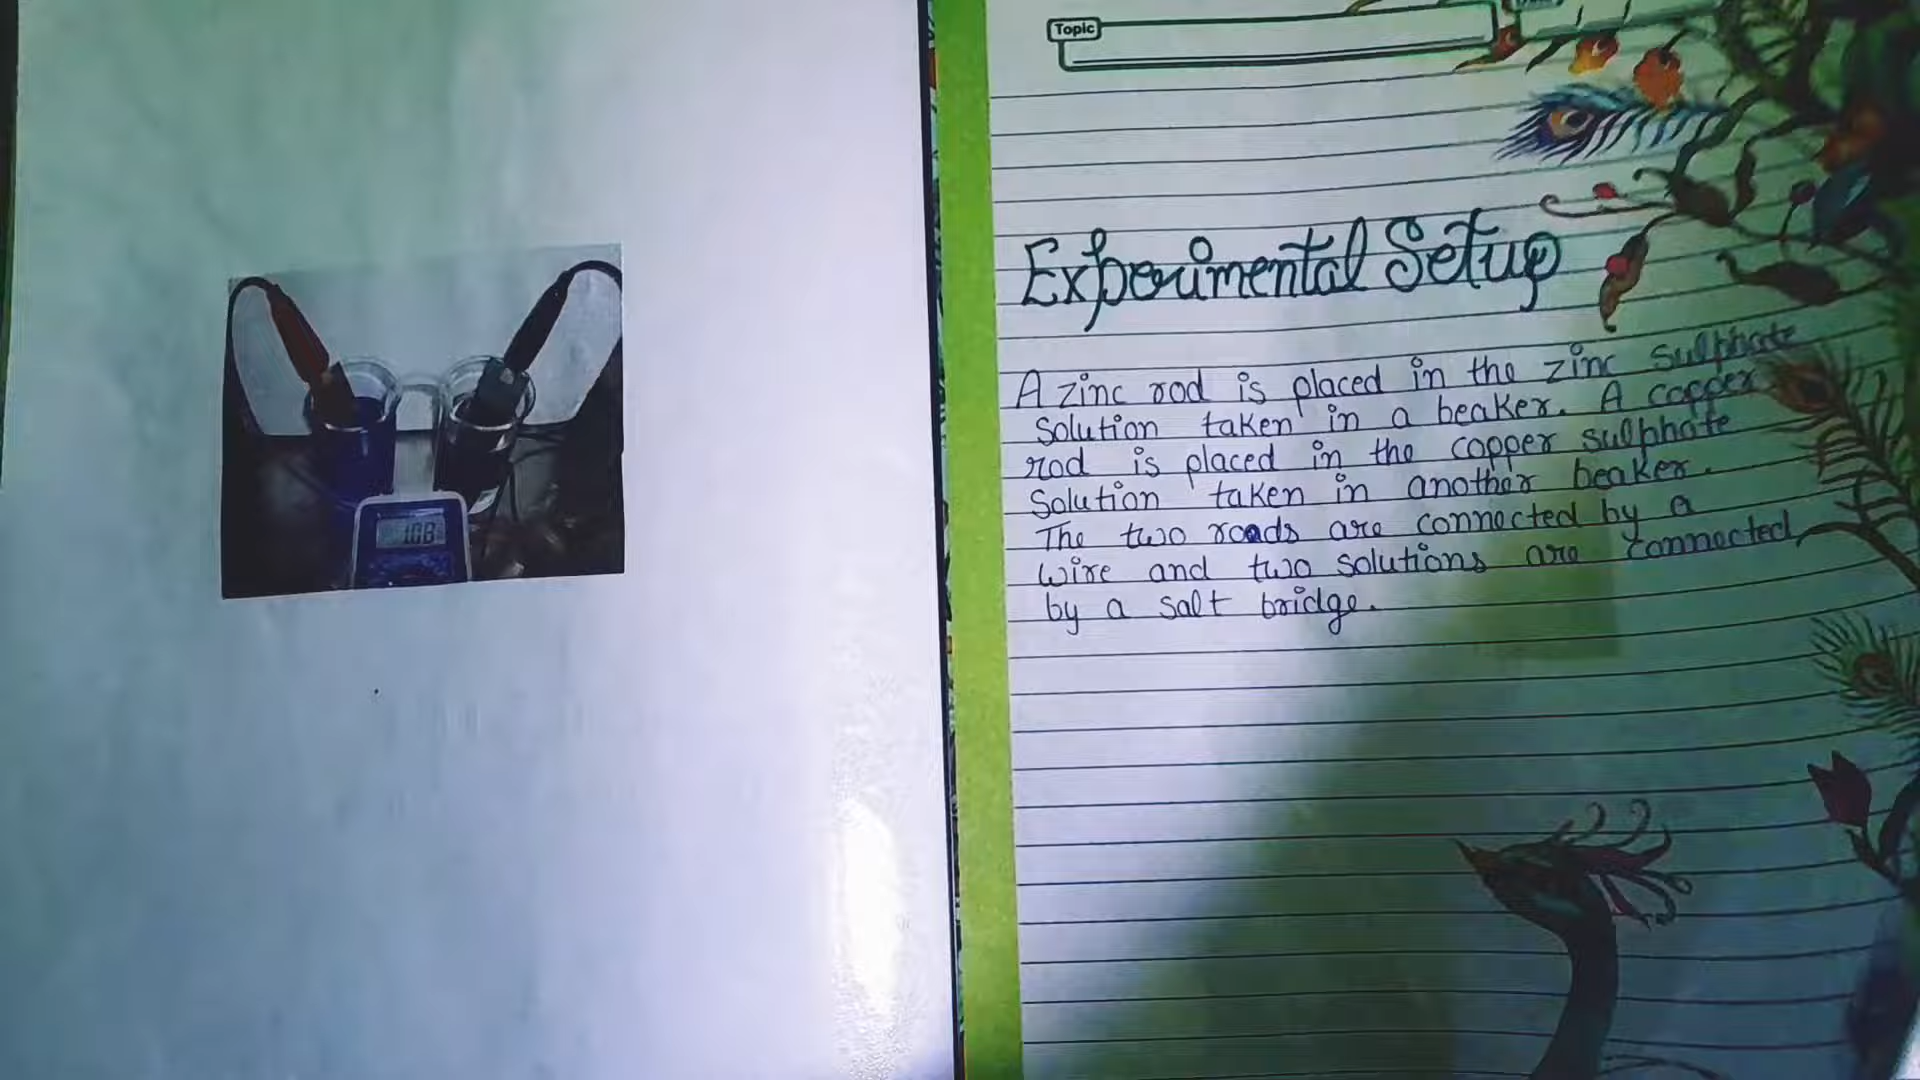 Topic
Experimental Setup
A zinc rod is placed in the zinc sulphate
solution taken in a beaker. A copper
rod is placed in the copper sulphate
solution taken in another beaker.
The two roads are connected by a
wire and two solutions are connected
by a salt bridge.
1.08